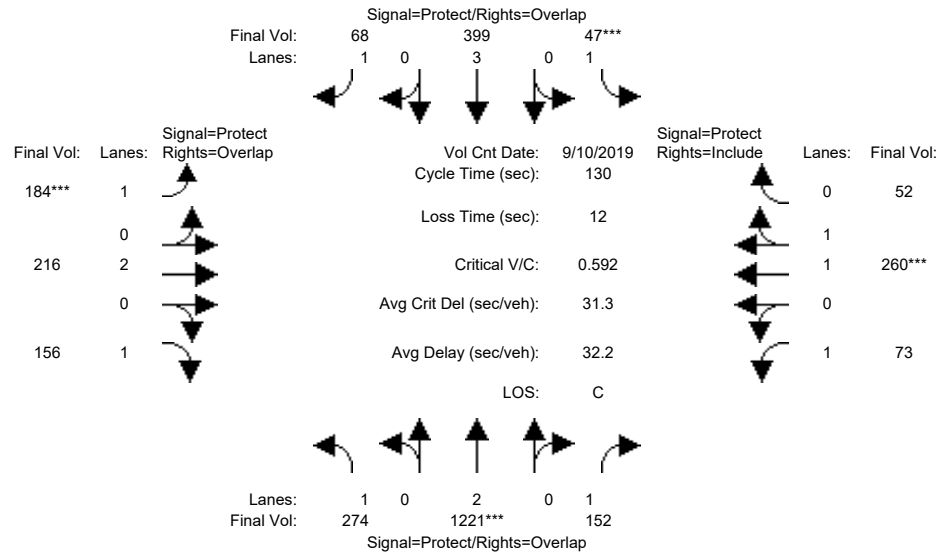 Signal=Protect/Rights=Overlap
Final Vol: 68 399 47***
Lanes: 1 0 3 0 1
Signal=Protect Signal=Protect
Final Vol: Lanes: Rights=Overlap Vol Cnt Date: 9/10/2019 Rights=Include Lanes: Final Vol:
Cycle Time (sec): 130
184*** 1 0 52
Loss Time (sec): 12
0 1
216 2 Critical V/C: 0.592 1 260***
0 Avg Crit Del (sec/veh): 31.3 0
156 1 Avg Delay (sec/veh): 32.2 1 73
LOS: C
Lanes: 1 0 2 0 1
Final Vol: 274 1221*** 152
Signal=Protect/Rights=Overlap